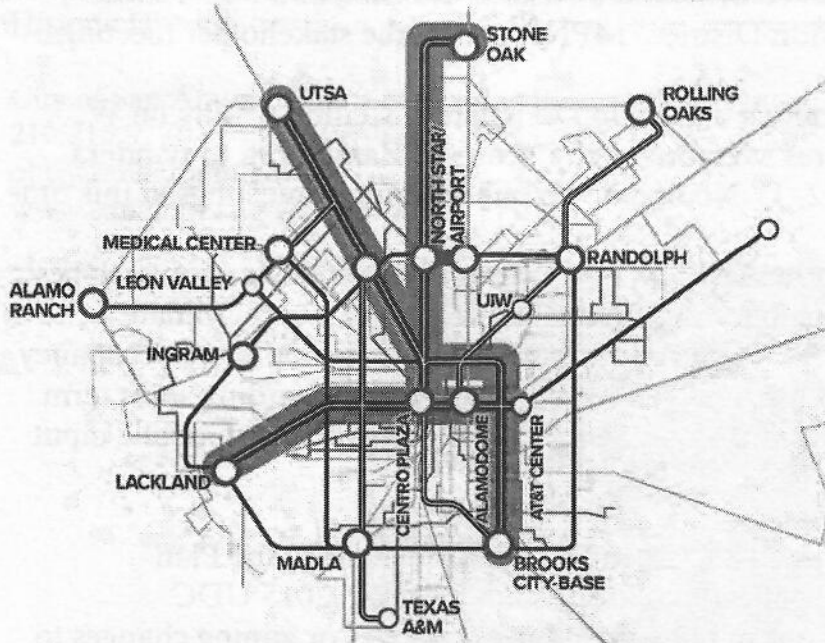 STONE
OAK
UTSA
ROLLING
OAKS
NORTH STAR/
AIRPORT
MEDICAL CENTER
RANDOLPH
LEON VALLEY
ALAMO
RANCH
UIW
INGRAM
CENTRO PLAZA
ALAMODOME
AT&T CENTER
LACKLAND
MADLA
BROOKS
CITY-BASE
TEXAS
A&M